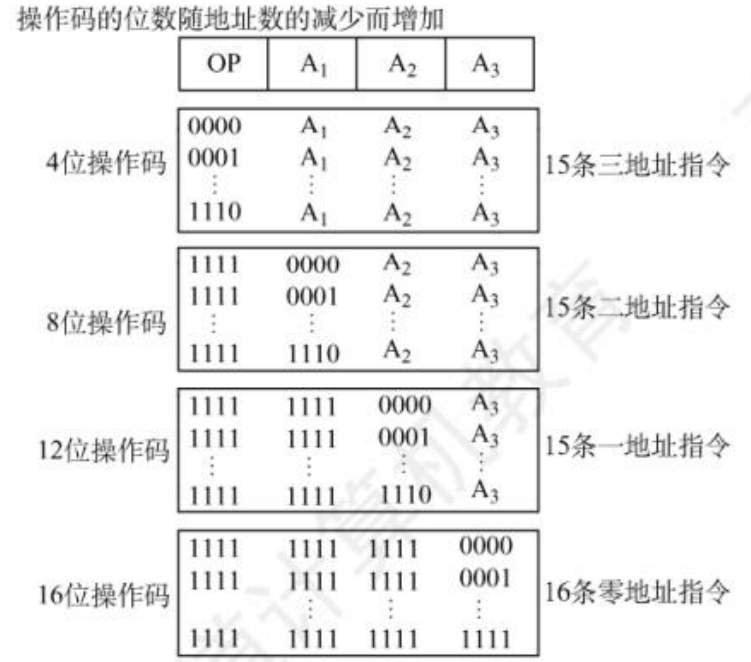 操作码的位数随地址数的减少而增加
OP A₁ A₂ A₃
0000 A₁ A₂ A₃
4位操作码 0001 A₁ A₂ A₃ 15条三地址指令
⋮ ⋮ ⋮ ⋮
1110 A₁ A₂ A₃
1111 0000 A₂ A₃
1111 0001 A₂ A₃
8位操作码 ⋮ ⋮ ⋮ ⋮ 15条二地址指令
1111 1110 A₂ A₃
1111 1111 0000 A₃
1111 1111 0001 A₃
12位操作码 ⋮ ⋮ ⋮ ⋮ 15条一地址指令
1111 1111 1110 A₃
1111 1111 1111 0000
1111 1111 1111 0001
16位操作码 ⋮ ⋮ ⋮ 16条零地址指令
1111 1111 1111 1111
计算机教育